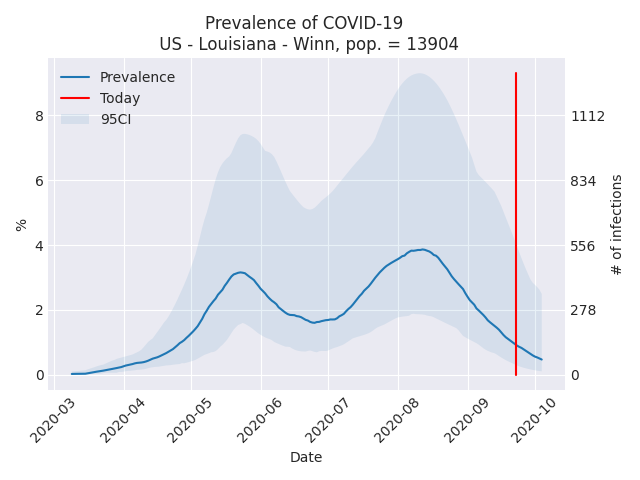 Prevalence of COVID-19
US - Louisiana - Winn, pop. = 13904
Prevalence
Today
95CI
%
8
6
4
2
0
1112
834
556
278
0
# of infections
2020-03
2020-04
2020-05
2020-06
2020-07
2020-08
2020-09
2020-10
Date